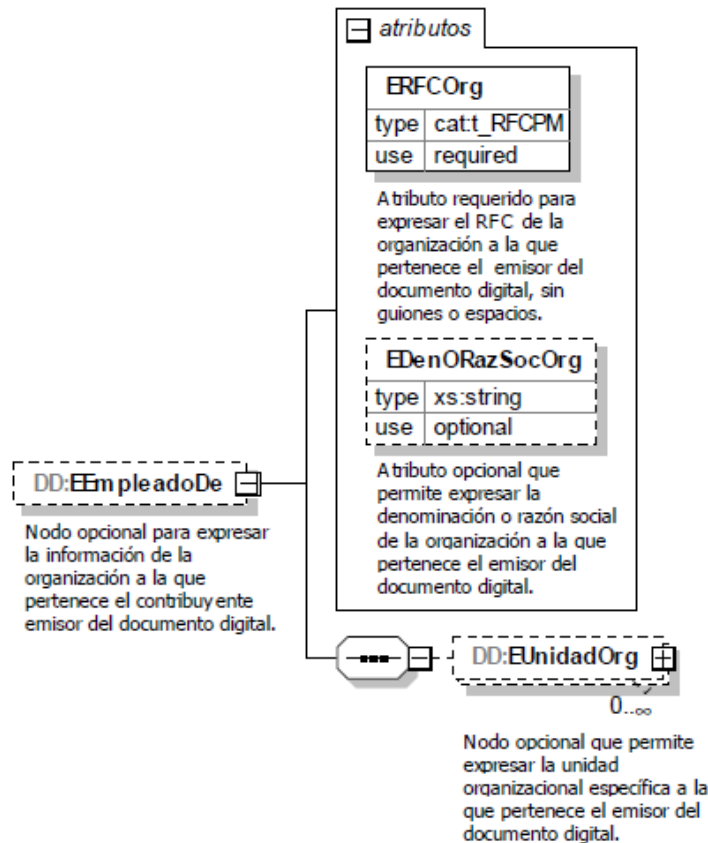 atributos
ERFCOrg
type cat:t_RFCPM
use required
Atributo requerido para
expresar el RFC de la
organización a la que
pertenece el emisor del
documento digital, sin
guiones o espacios.
EDenORazSocOrg
type xs:string
use optional
Atributo opcional que
permite expresar la
denominación o razón social
de la organización a la que
pertenece el emisor del
documento digital.
DD:EEmpleadoDe
Nodo opcional para expresar
la información de la
organización a la que
pertenece el contribuyente
emisor del documento digital.
DD:EUnidadOrg
0..∞
Nodo opcional que permite
expresar la unidad
organizacional específica a la
que pertenece el emisor del
documento digital.